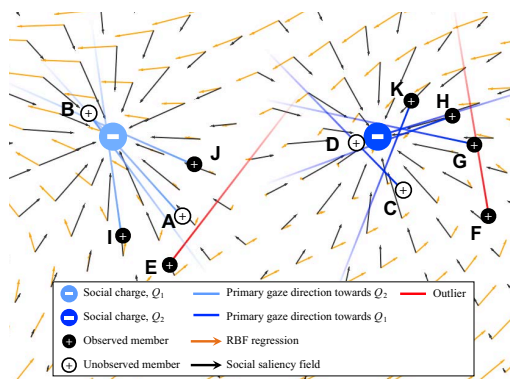 K
B
H
D
J
G
A
C
I
F
E
Social charge, Q₁ Primary gaze direction towards Q₂ Outlier
Social charge, Q₂ Primary gaze direction towards Q₁
Observed member RBF regression
Unobserved member Social saliency field